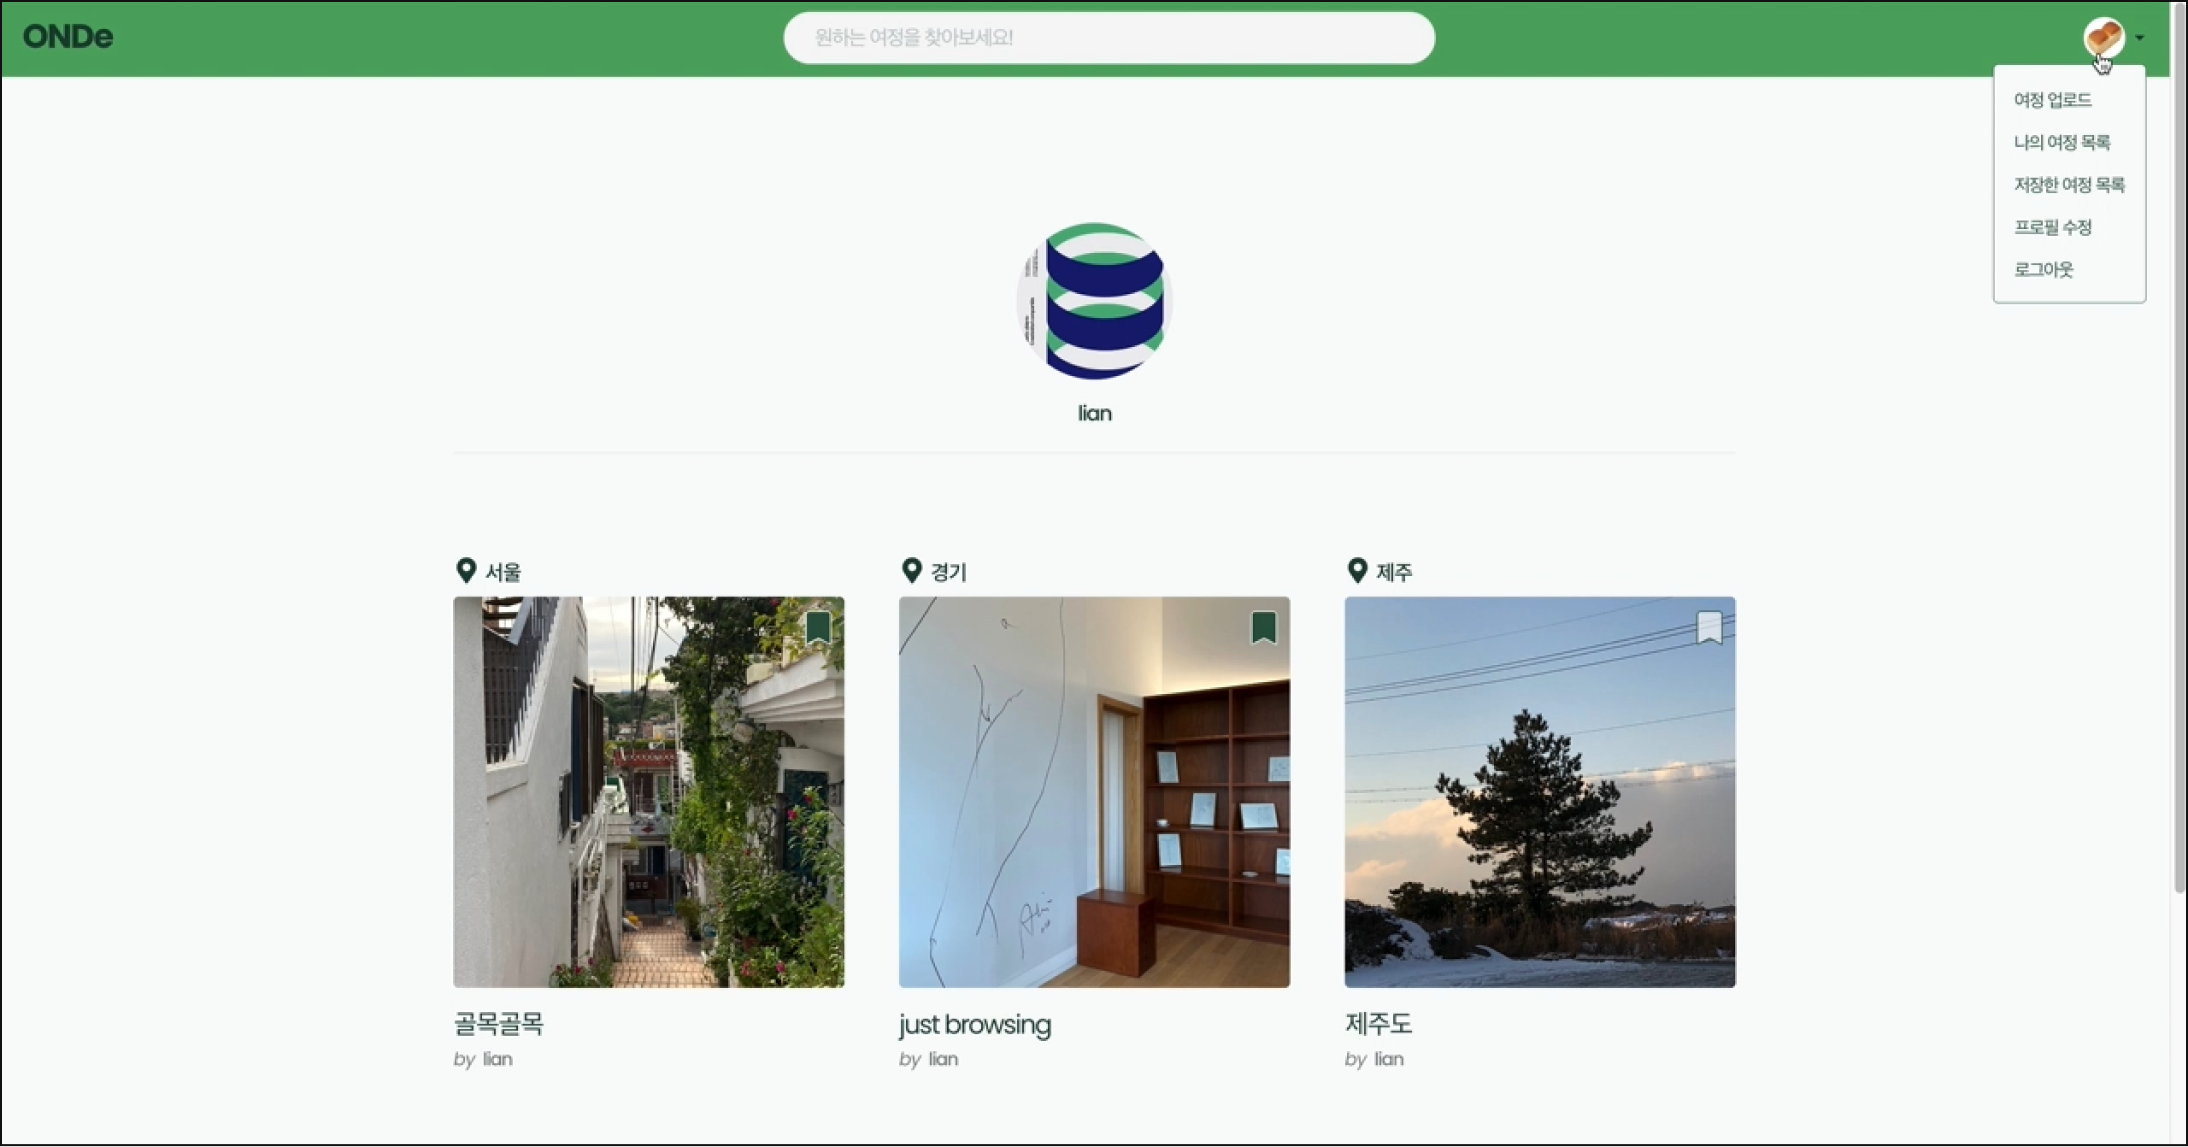 ONDe
원하는 여정을 찾아보세요!
여정 업로드
나의 여정 목록
저장한 여정 목록
프로필 수정
로그아웃
lian
서울
경기
제주
골목골목
by lian
just browsing
by lian
제주도
by lian